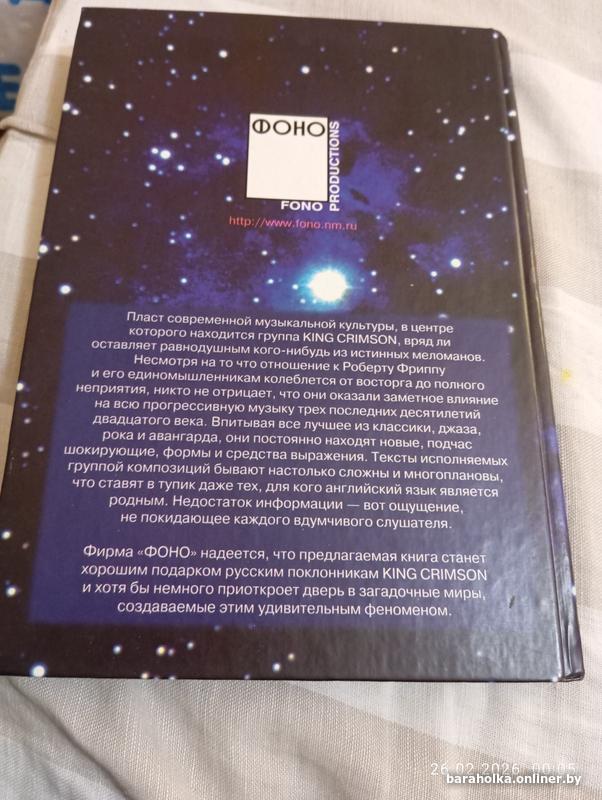 ФОНО
FONO
PRODUCTIONS
http://www.fono.nm.ru
Пласт современной музыкальной культуры, в центре
которого находится группа KING CRIMSON, вряд ли
оставляет равнодушным кого-нибудь из истинных меломанов.
Несмотря на то что отношение к Роберту Фриппу
и его единомышленникам колеблется от восторга до полного
неприятия, никто не отрицает, что они оказали заметное влияние
на всю прогрессивную музыку трех последних десятилетий
двадцатого века. Впитывая все лучшее из классики, джаза,
рока и авангарда, они постоянно находят новые, подчас
шокирующие, формы и средства выражения. Тексты исполняемых
группой композиций бывают настолько сложны и многоплановы,
что ставят в тупик даже тех, для кого английский язык является
родным. Недостаток информации — вот ощущение,
не покидающее каждого вдумчивого слушателя.
Фирма «ФОНО» надеется, что предлагаемая книга станет
хорошим подарком русским поклонникам KING CRIMSON
и хотя бы немного приоткроет дверь в загадочные миры,
создаваемые этим удивительным феноменом.
26.02.2026 00:05
baraholka.onliner.by